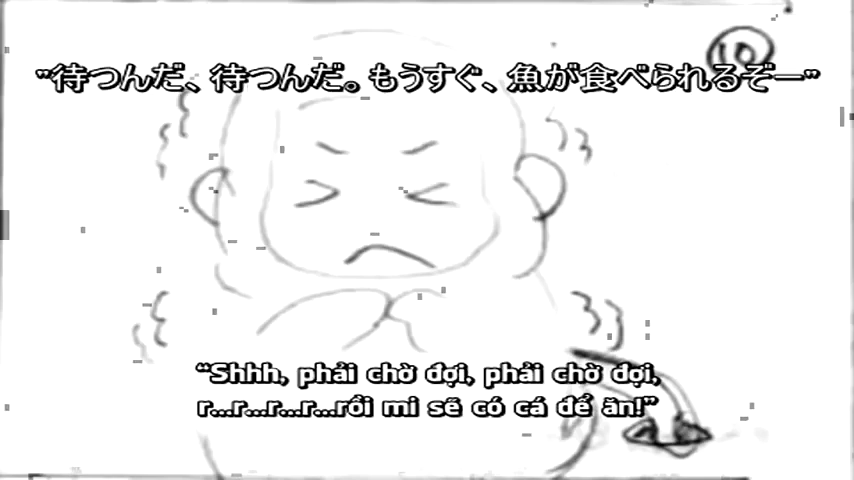 10
"待つんだ、待つんだ。もうすぐ、魚が食べられるぞー"
“Shhh, phải chờ đợi, phải chờ đợi,
r...r...r...r...rồi mi sẽ có cá để ăn!”